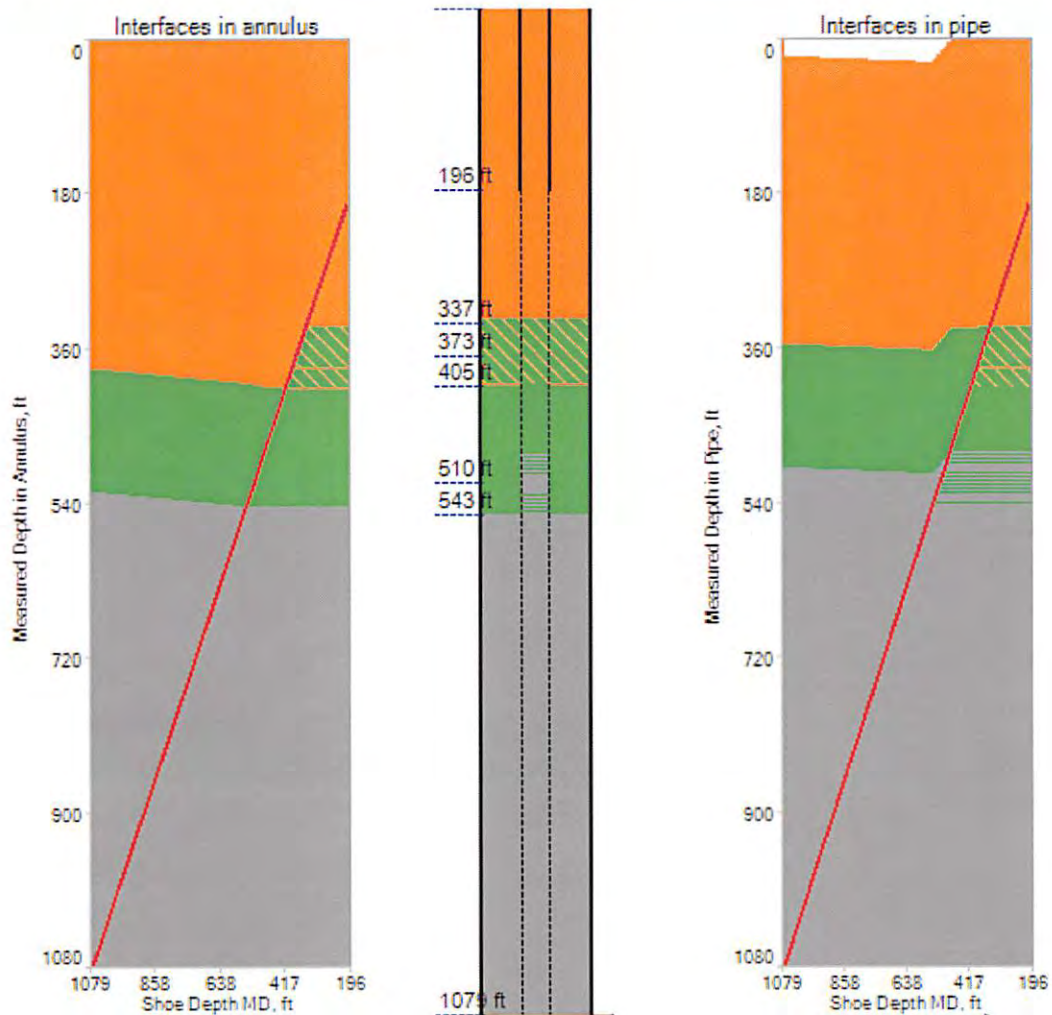 Interfaces in annulus
0
180
360
540
720
900
1080
Measured Depth in Annulus, ft
1079 858 638 417 196
Shoe Depth MD, ft
196 ft
337 ft
373 ft
405 ft
510 ft
543 ft
1079 ft
Interfaces in pipe
0
180
360
540
720
900
1080
Measured Depth in Pipe, ft
1079 858 638 417 196
Shoe Depth MD, ft